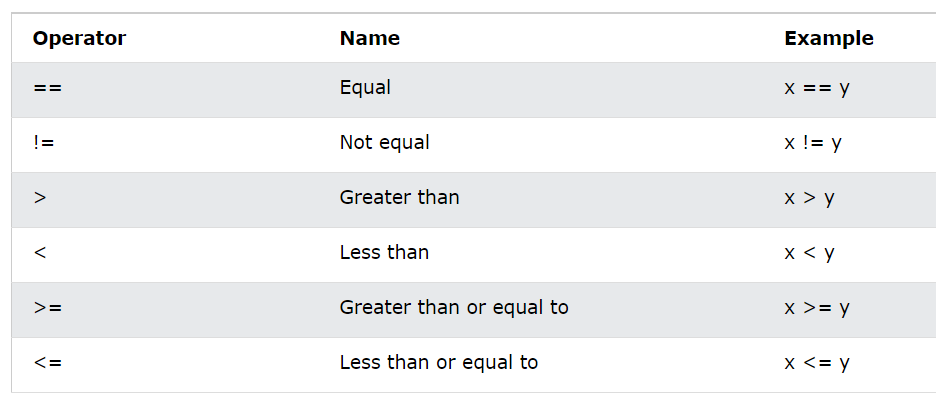 Operator Name Example
== Equal x == y
!= Not equal x != y
> Greater than x > y
< Less than x < y
>= Greater than or equal to x >= y
<= Less than or equal to x <= y